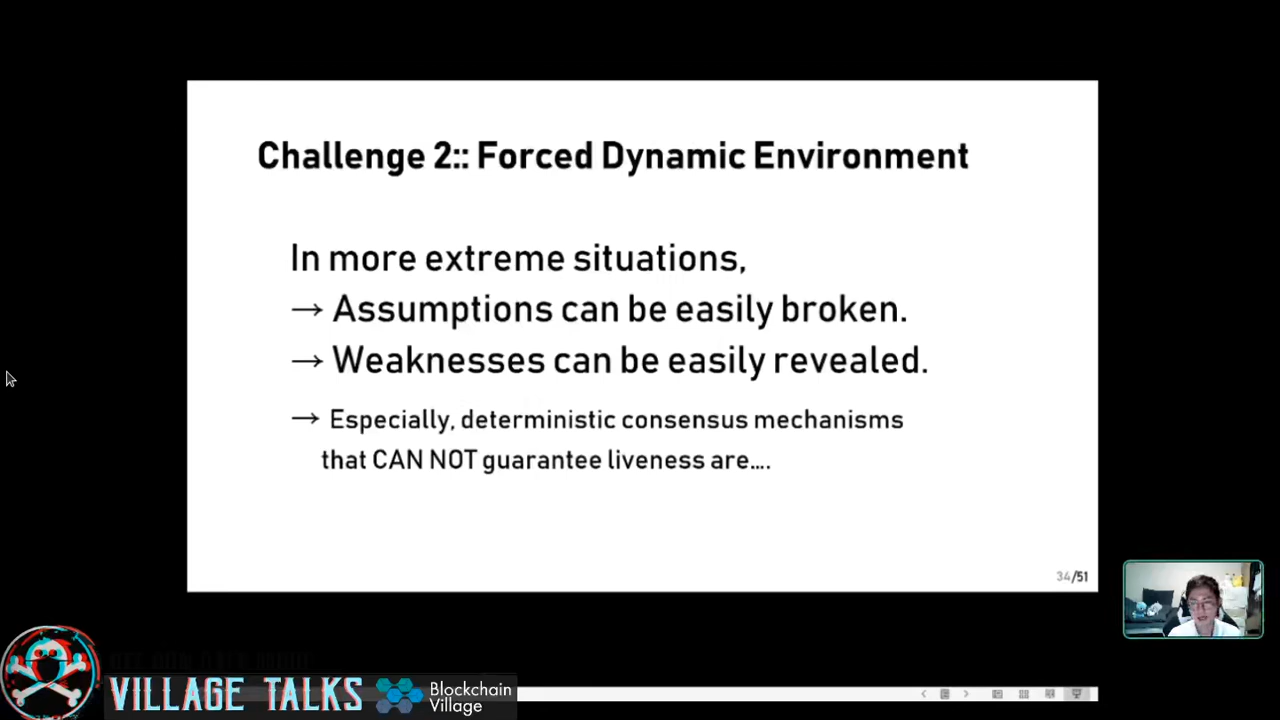 Challenge 2:: Forced Dynamic Environment
In more extreme situations,
→ Assumptions can be easily broken.
→ Weaknesses can be easily revealed.
→ Especially, deterministic consensus mechanisms
that CAN NOT guarantee liveness are….
34/51
VILLAGE TALKS
Blockchain
Village